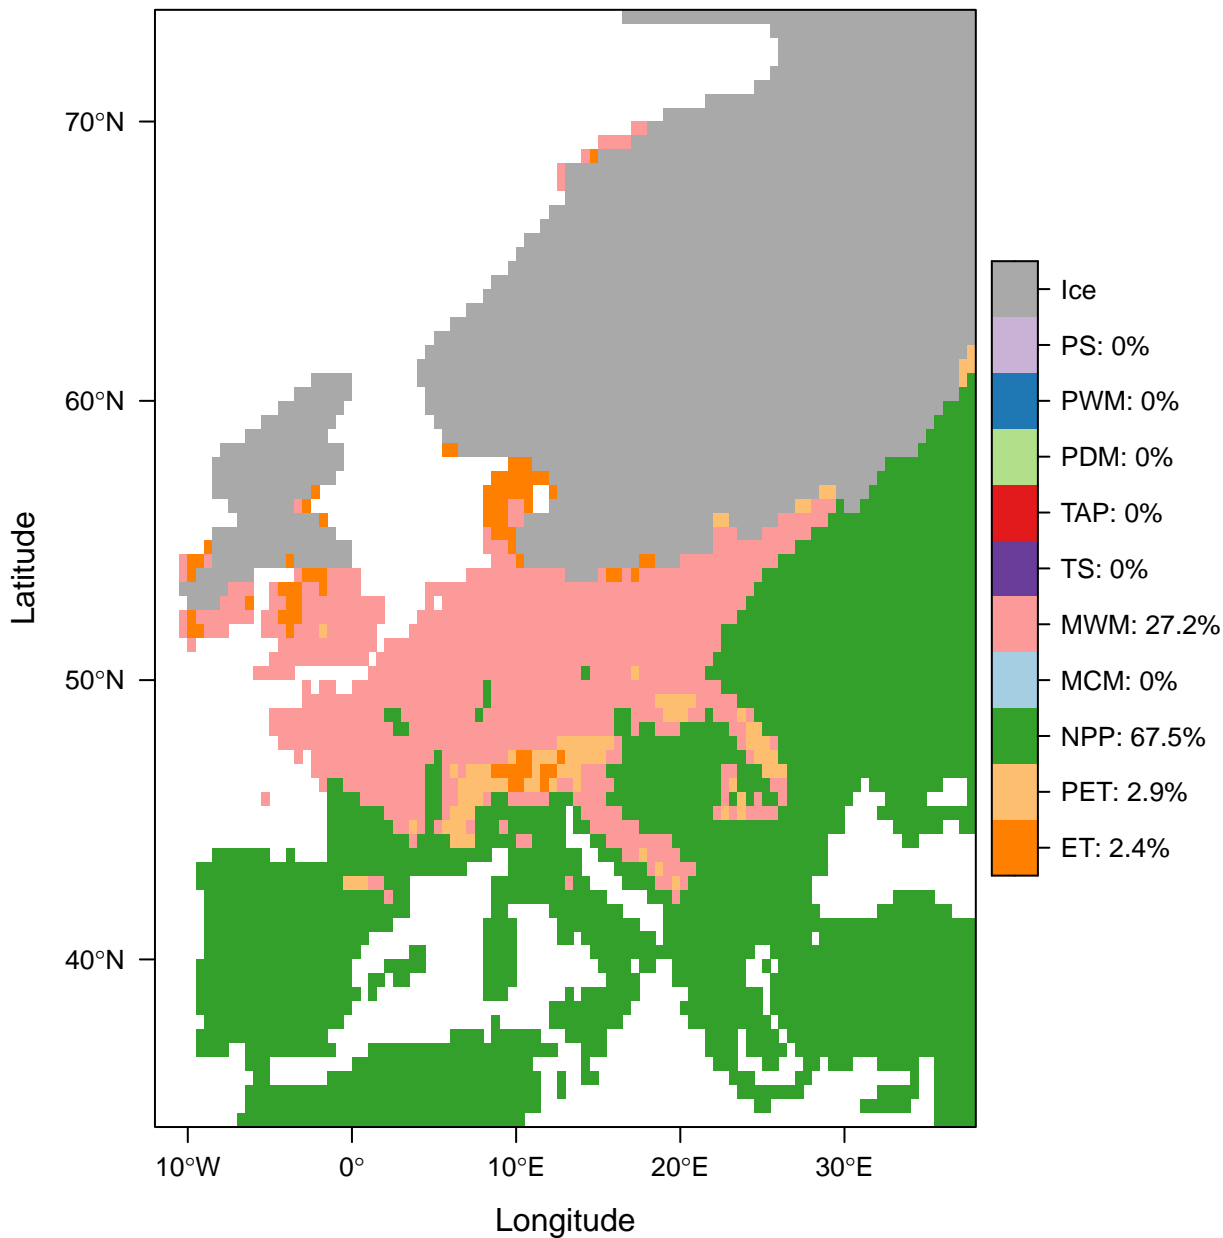 70°N
60°N
50°N
40°N
Latitude
10°W
0°
10°E
20°E
30°E
Longitude
Ice
PS: 0%
PWM: 0%
PDM: 0%
TAP: 0%
TS: 0%
MWM: 27.2%
MCM: 0%
NPP: 67.5%
PET: 2.9%
ET: 2.4%